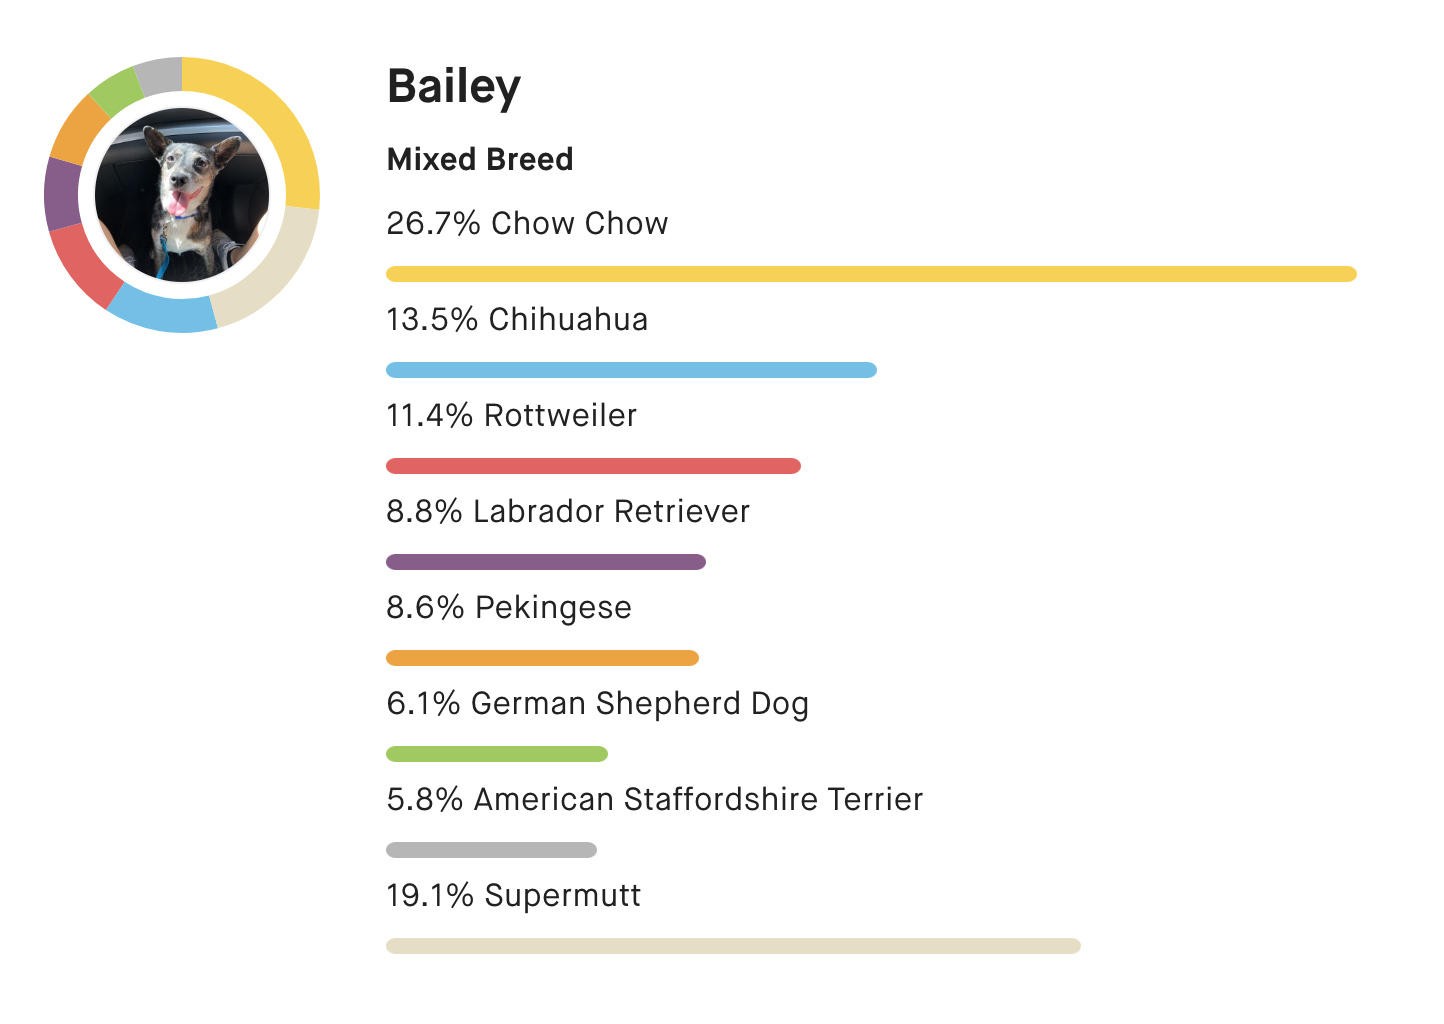 Bailey
Mixed Breed
26.7% Chow Chow
13.5% Chihuahua
11.4% Rottweiler
8.8% Labrador Retriever
8.6% Pekingese
6.1% German Shepherd Dog
5.8% American Staffordshire Terrier
19.1% Supermutt